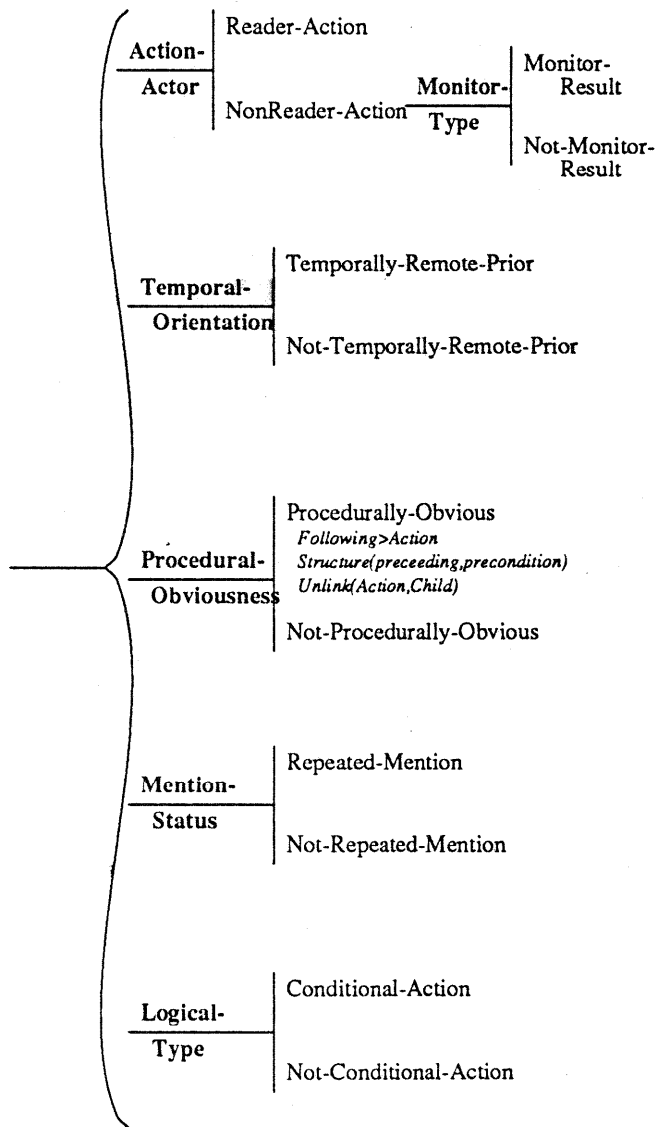 Reader-Action
Action-
Actor
NonReader-Action
Monitor-
Type
Monitor-
Result
Not-Monitor-
Result
Temporally-Remote-Prior
Temporal-
Orientation
Not-Temporally-Remote-Prior
Procedurally-Obvious
Following>Action
Structure(preceeding,precondition)
Unlink(Action,Child)
Procedural-
Obviousness
Not-Procedurally-Obvious
Repeated-Mention
Mention-
Status
Not-Repeated-Mention
Conditional-Action
Logical-
Type
Not-Conditional-Action